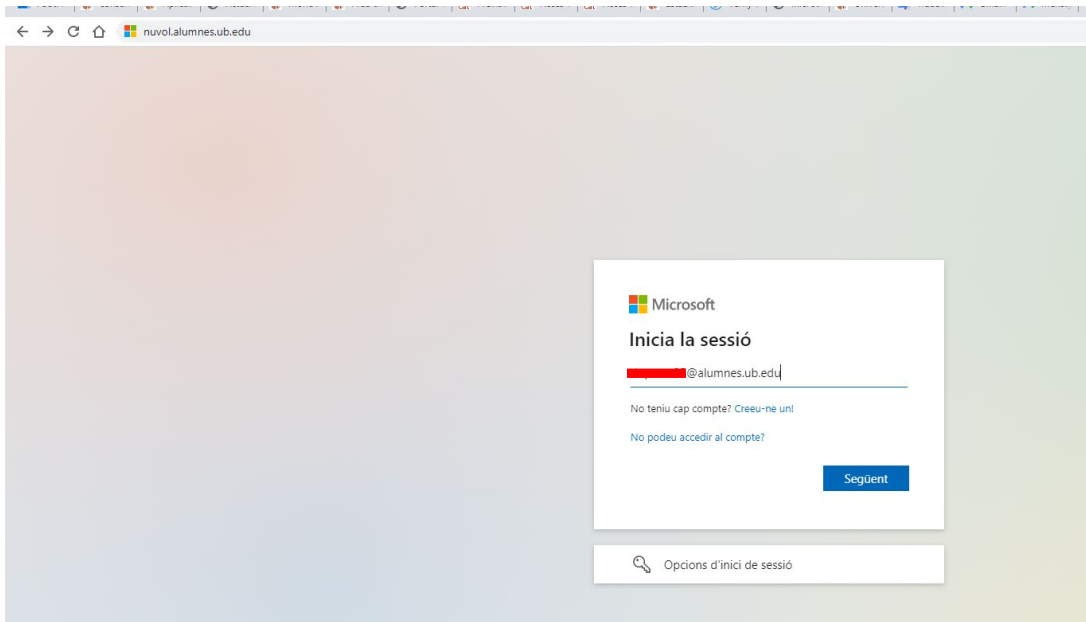 nuvol.alumnes.ub.edu
Microsoft
Inicia la sessió
@alumnes.ub.edu
No teniu cap compte? Creeu-ne un!
No podeu accedir al compte?
Següent
Opcions d'inici de sessió